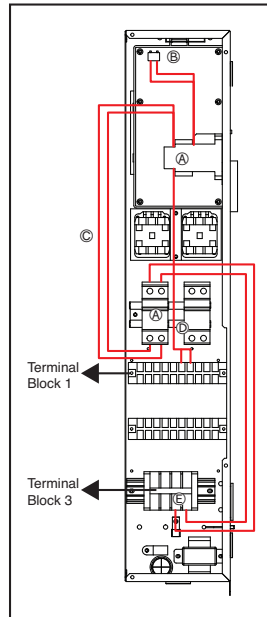 Ⓑ
Ⓐ
Ⓒ
Ⓐ
Ⓓ
Terminal
Block 1
Terminal
Block 3
Ⓔ